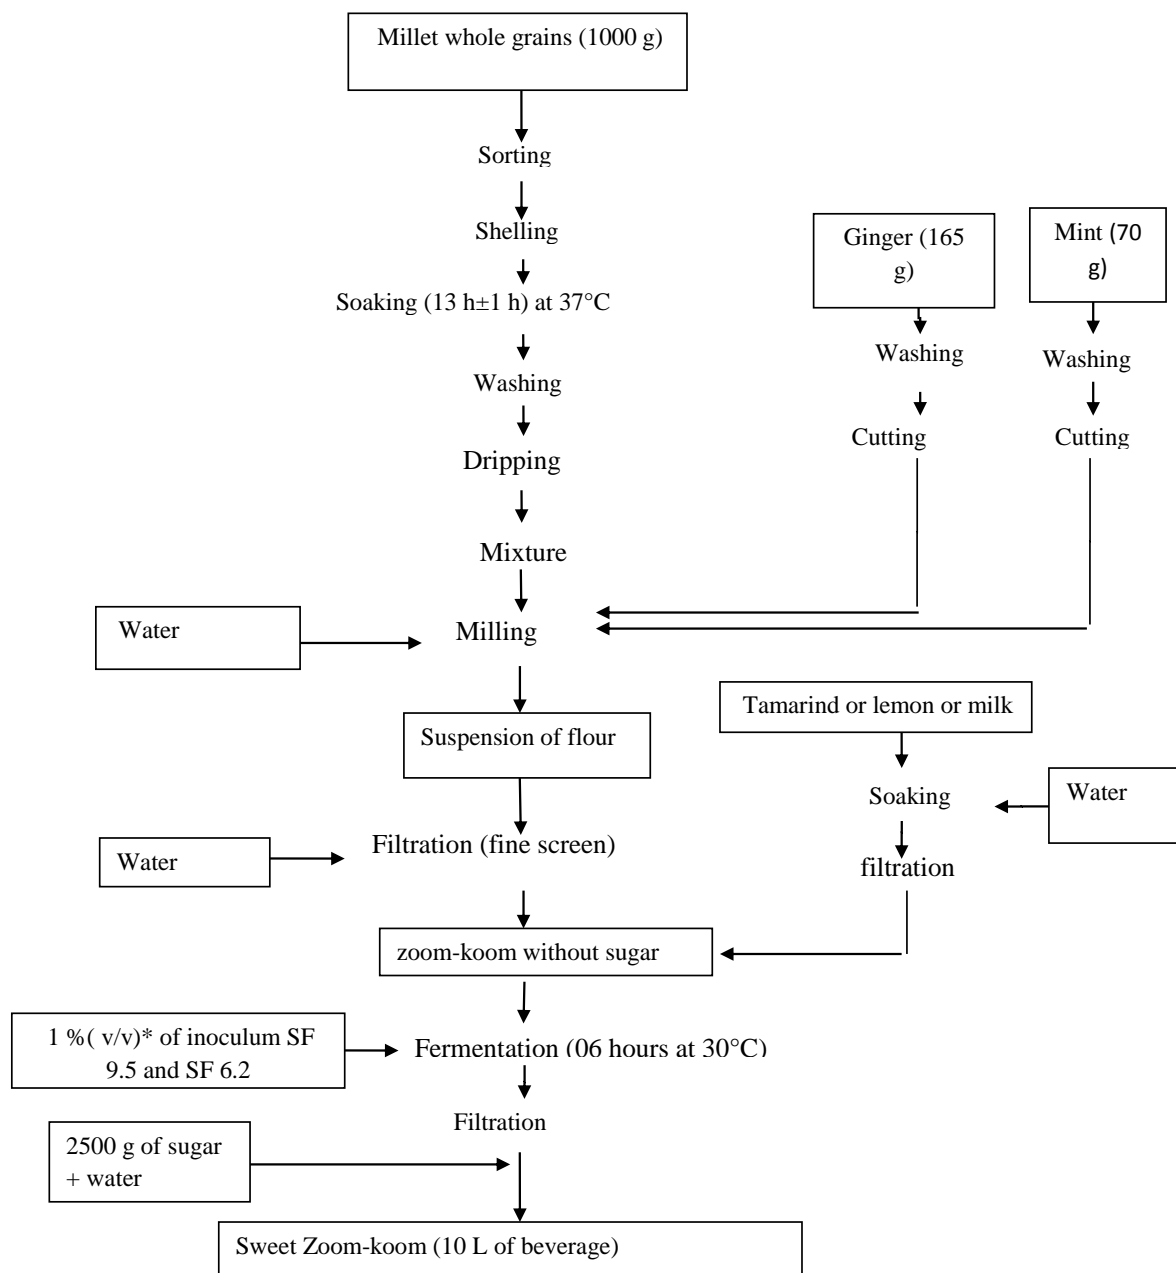 Millet whole grains (1000 g)
Sorting
Shelling
Soaking (13 h±1 h) at 37°C
Washing
Dripping
Mixture
Ginger (165
g)
Washing
Cutting
Mint (70
g)
Washing
Cutting
Water
Milling
Suspension of flour
Tamarind or lemon or milk
Soaking
Water
filtration
Water
Filtration (fine screen)
zoom-koom without sugar
1 %( v/v)* of inoculum SF
9.5 and SF 6.2
Fermentation (06 hours at 30°C)
Filtration
2500 g of sugar
+ water
Sweet Zoom-koom (10 L of beverage)